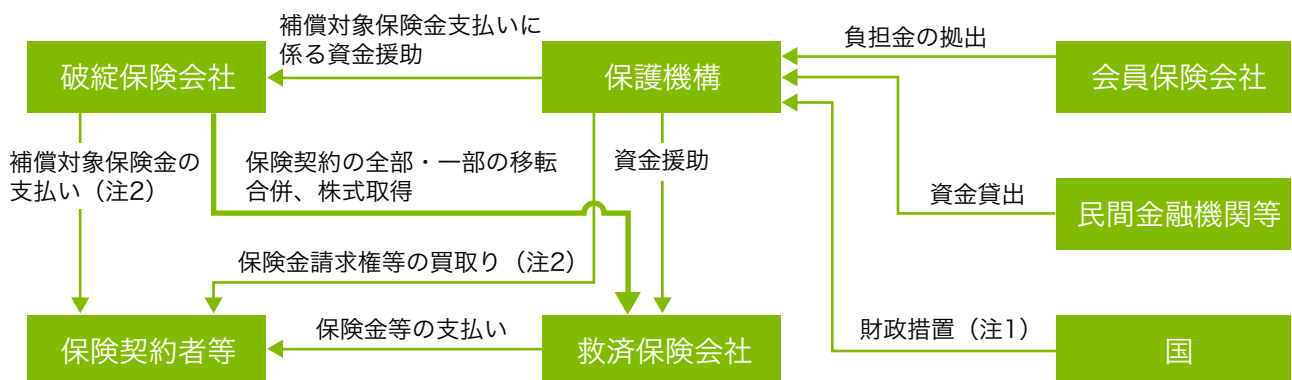 補償対象保険金支払いに
係る資金援助
負担金の拠出
破綻保険会社
保護機構
会員保険会社
補償対象保険金の
支払い（注2）
保険契約の全部・一部の移転
合併、株式取得
資金援助
資金貸出
民間金融機関等
保険金請求権等の買取り（注2）
保険金等の支払い
財政措置（注1）
保険契約者等
救済保険会社
国